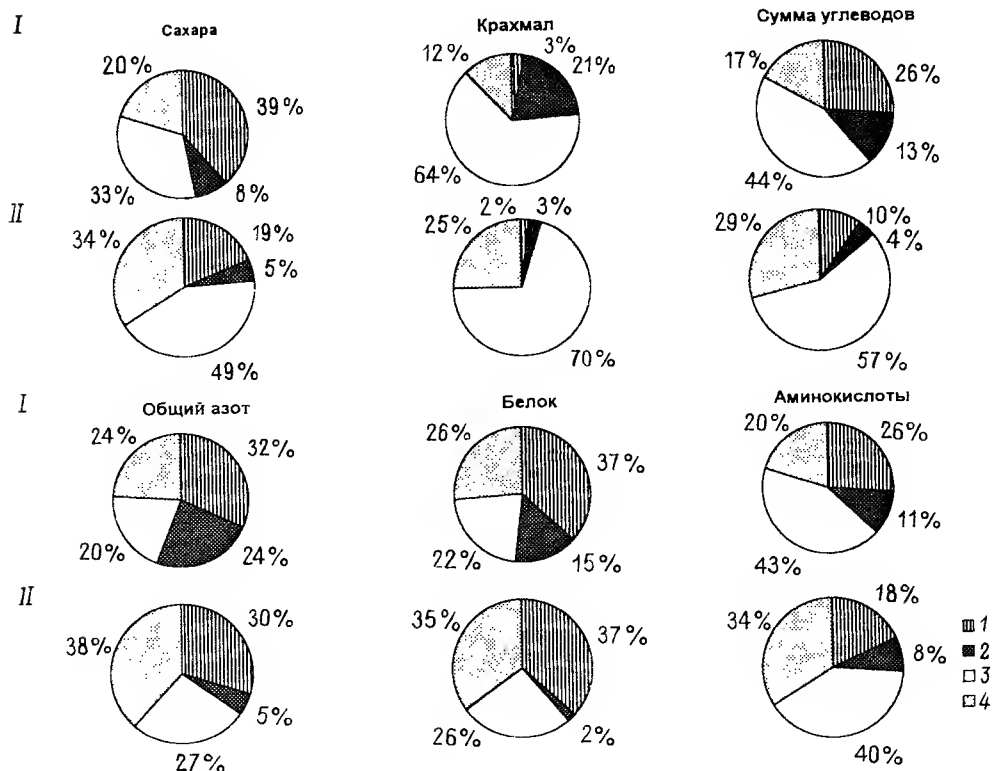 I
Сахара
Крахмал
Сумма углеводов
20% 39% 8% 33%
12% 3% 21% 64%
17% 26% 13% 44%
II
34% 19% 5% 49%
25% 2% 3% 70%
29% 10% 4% 57%
I
Общий азот
Белок
Аминокислоты
24% 32% 24% 20%
26% 37% 15% 22%
20% 26% 11% 43%
II
38% 30% 5% 27%
35% 37% 2% 26%
34% 18% 8% 40%
1
2
3
4